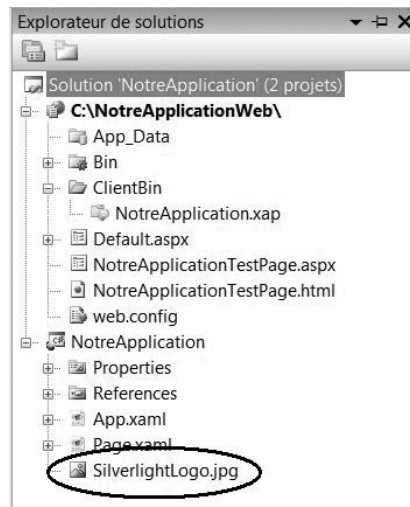 Explorateur de solutions
Solution 'NotreApplication' (2 projets)
C:\NotreApplicationWeb\
App_Data
Bin
ClientBin
NotreApplication.xap
Default.aspx
NotreApplicationTestPage.aspx
NotreApplicationTestPage.html
web.config
NotreApplication
Properties
References
App.xaml
Page.xaml
SilverlightLogo.jpg